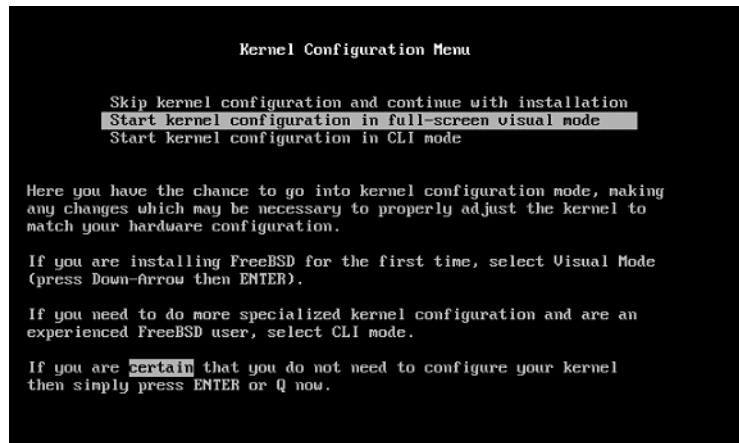 Kernel Configuration Menu
Skip kernel configuration and continue with installation
Start kernel configuration in full-screen visual mode
Start kernel configuration in CLI mode
Here you have the chance to go into kernel configuration mode, making
any changes which may be necessary to properly adjust the kernel to
match your hardware configuration.
If you are installing FreeBSD for the first time, select Visual Mode
(press Down-Arrow then ENTER).
If you need to do more specialized kernel configuration and are an
experienced FreeBSD user, select CLI mode.
If you are certain that you do not need to configure your kernel
then simply press ENTER or Q now.